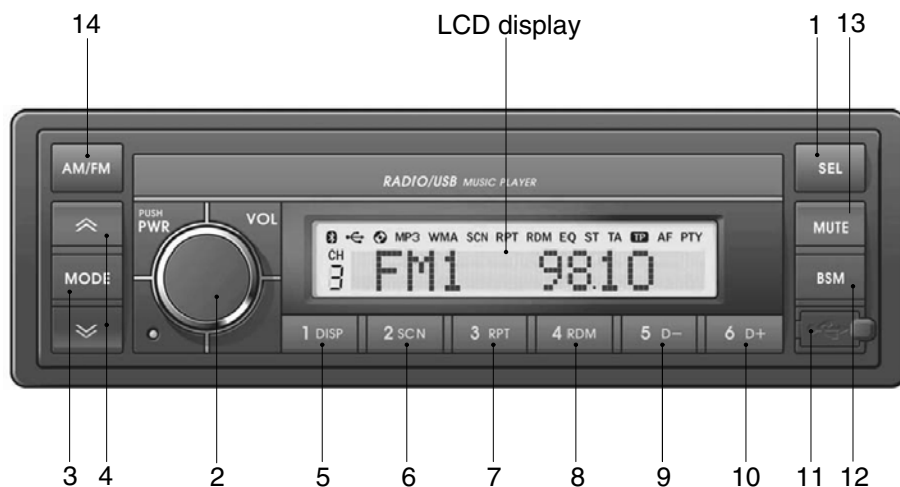 14 LCD display 1 13
AM/FM SEL
RADIO/USB MUSIC PLAYER
PUSH
PWR VOL MUTE
MP3 WMA SCN RPT RDM EQ ST TA TP AF PTY
CH
3 FM1 98.10
MODE BSM
1 DISP 2 SCN 3 RPT 4 RDM 5 D− 6 D+
3 4 2 5 6 7 8 9 10 11 12